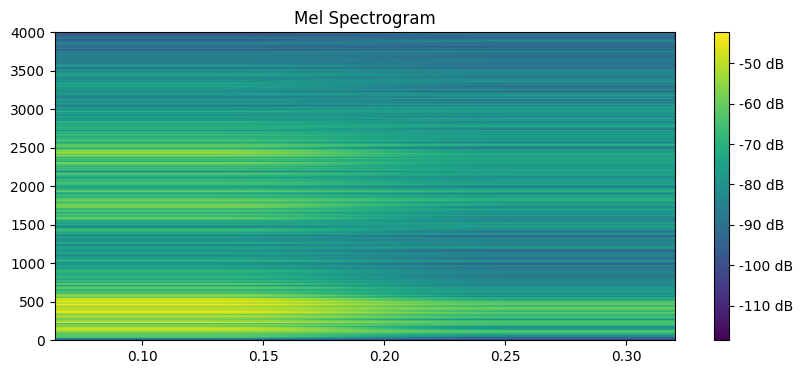 Mel Spectrogram
4000
3500
3000
2500
2000
1500
1000
500
0
0.10 0.15 0.20 0.25 0.30
-50 dB
-60 dB
-70 dB
-80 dB
-90 dB
-100 dB
-110 dB